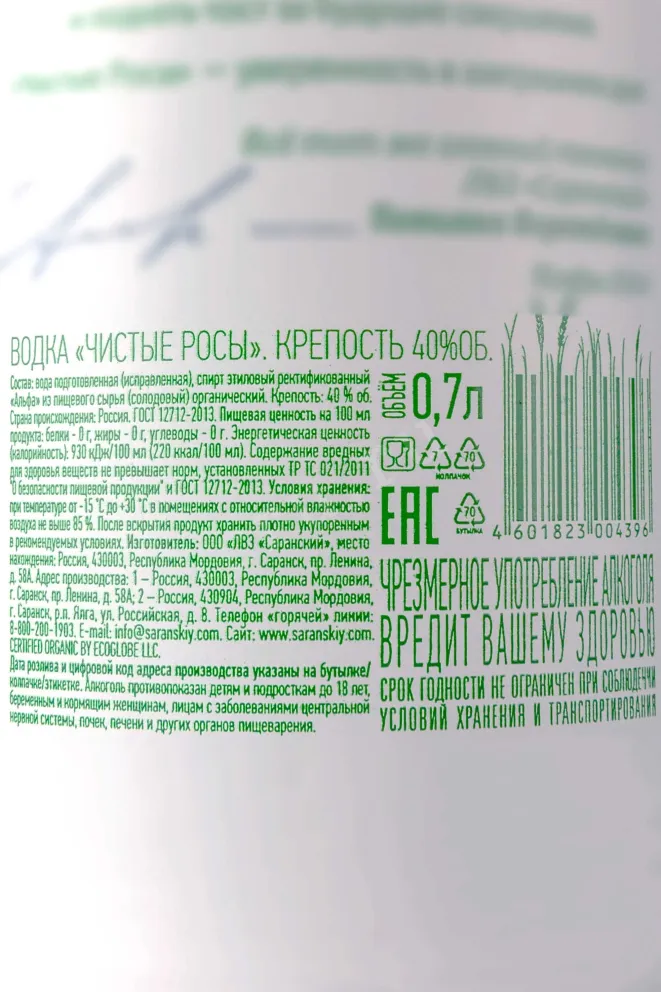 ВОДКА «ЧИСТЫЕ РОСЫ». КРЕПОСТЬ 40%ОБ.
Состав: вода подготовленная (исправленная), спирт этиловый ректификованный
«Альфа» из пищевого сырья (солодовый) органический. Крепость: 40 % об.
Страна происхождения: Россия. ГОСТ 12712-2013. Пищевая ценность на 100 мл
продукта: белки - 0 г, жиры - 0 г, углеводы - 0 г. Энергетическая ценность
(калорийность): 930 кДж/100 мл (220 ккал/100 мл). Содержание вредных
для здоровья веществ не превышает норм, установленных ТР ТС 021/2011
"О безопасности пищевой продукции" и ГОСТ 12712-2013. Условия хранения:
при температуре от -15 °С до +30 °С в помещениях с относительной влажностью
воздуха не выше 85 %. После вскрытия продукт хранить плотно укупоренным
в рекомендуемых условиях. Изготовитель: ООО «ЛВЗ «Саранский», место
нахождения: Россия, 430003, Республика Мордовия, г. Саранск, пр. Ленина,
д. 58А. Адрес производства: 1 – Россия, 430003, Республика Мордовия,
г. Саранск, пр. Ленина, д. 58А; 2 – Россия, 430904, Республика Мордовия,
г. Саранск, р.п. Ялга, ул. Российская, д. 8. Телефон «горячей» линии:
8-800-200-1903. E-mail: info@saranskiy.com. Сайт: www.saranskiy.com.
CERTIFIED ORGANIC BY ECOGLOBE LLC.
Дата розлива и цифровой код адреса производства указаны на бутылке/
колпачке/этикетке. Алкоголь противопоказан детям и подросткам до 18 лет,
беременным и кормящим женщинам, лицам с заболеваниями центральной
нервной системы, почек, печени и других органов пищеварения.
ОБЪЁМ 0,7л
7 70
КОЛПАЧОК
EAC
70
БУТЫЛКА
4 601823 004396
ЧРЕЗМЕРНОЕ УПОТРЕБЛЕНИЕ АЛКОГОЛЯ
ВРЕДИТ ВАШЕМУ ЗДОРОВЬЮ
СРОК ГОДНОСТИ НЕ ОГРАНИЧЕН ПРИ СОБЛЮДЕНИИ
УСЛОВИЙ ХРАНЕНИЯ И ТРАНСПОРТИРОВАНИЯ